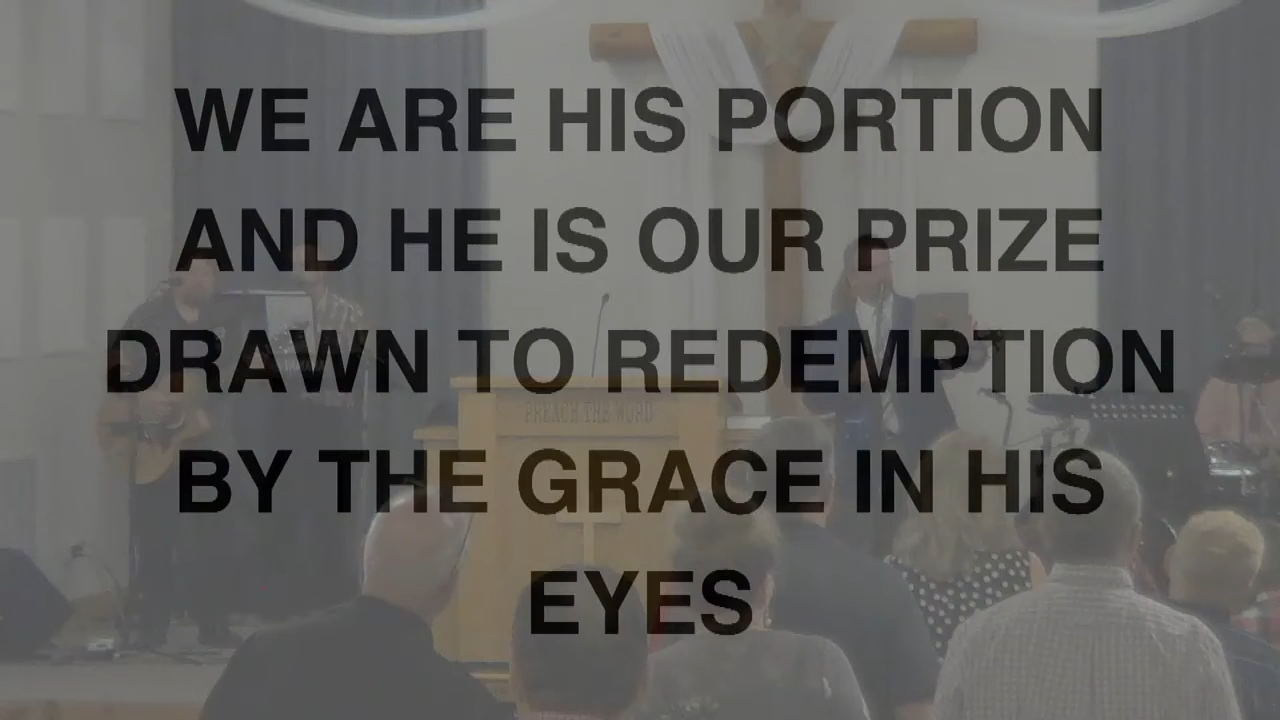 WE ARE HIS PORTION
AND HE IS OUR PRIZE
DRAWN TO REDEMPTION
BY THE GRACE IN HIS
EYES
PREACH THE WORD